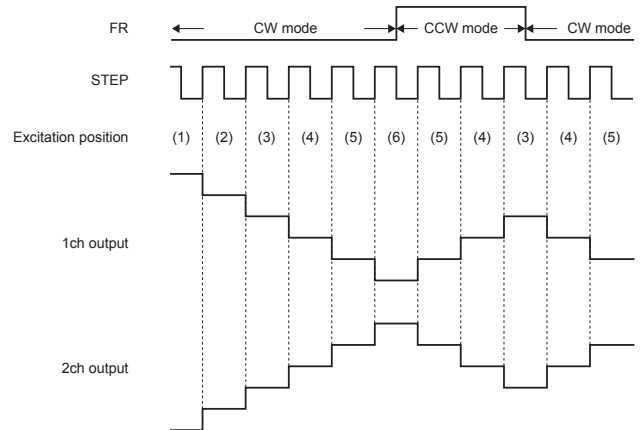 FR CW mode CCW mode CW mode
STEP
Excitation position (1) (2) (3) (4) (5) (6) (5) (4) (3) (4) (5)
1ch output
2ch output